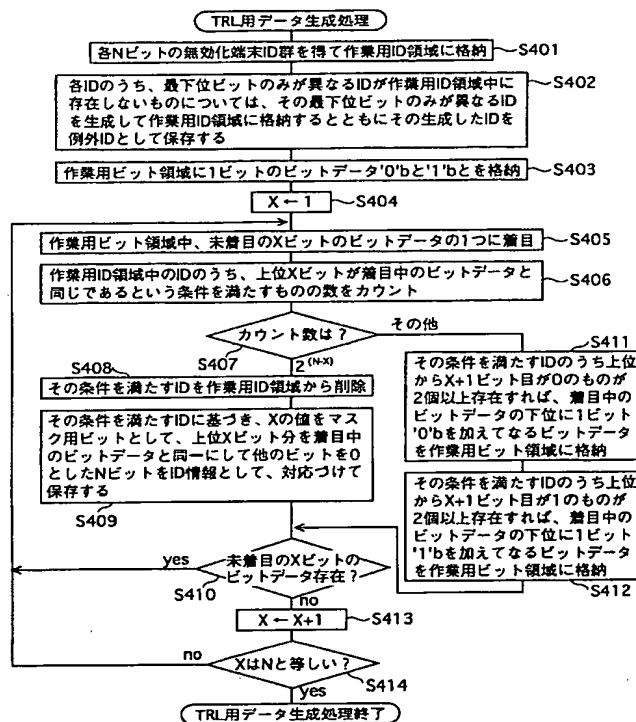 TRL用データ生成処理
各Nビットの無効化端末ID群を得て作業用ID領域に格納
S401
各IDのうち、最下位ビットのみが異なるIDが作業用ID領域中に
存在しないものについては、その最下位ビットのみが異なるID
を生成して作業用ID領域に格納するとともにその生成したIDを
例外IDとして保存する
S402
作業用ビット領域に1ビットのビットデータ'0'bと'1'bとを格納
S403
X ← 1
S404
作業用ビット領域中、未着目のXビットのビットデータの1つに着目
S405
作業用ID領域中のIDのうち、上位Xビットが着目中のビットデータと
同じであるという条件を満たすものの数をカウント
S406
カウント数は？
S407
その他
2(N-X)
S408
その条件を満たすIDを作業用ID領域から削除
その条件を満たすIDに基づき、Xの値をマス
ク用ビットとして、上位Xビット分を着目中
のビットデータと同一にして他のビットを0
としたNビットをID情報として、対応づけて
保存する
S409
S411
その条件を満たすIDのうち上位
からX+1ビット目が0のものが
2個以上存在すれば、着目中の
ビットデータの下位に1ビット
'0'bを加えてなるビットデータ
を作業用ビット領域に格納
その条件を満たすIDのうち上位
からX+1ビット目が1のものが
2個以上存在すれば、着目中の
ビットデータの下位に1ビット
'1'bを加えてなるビットデータ
を作業用ビット領域に格納
S412
yes
未着目のXビットの
ビットデータ存在？
S410
no
X ← X+1
S413
no
XはNと等しい？
S414
yes
TRL用データ生成処理終了